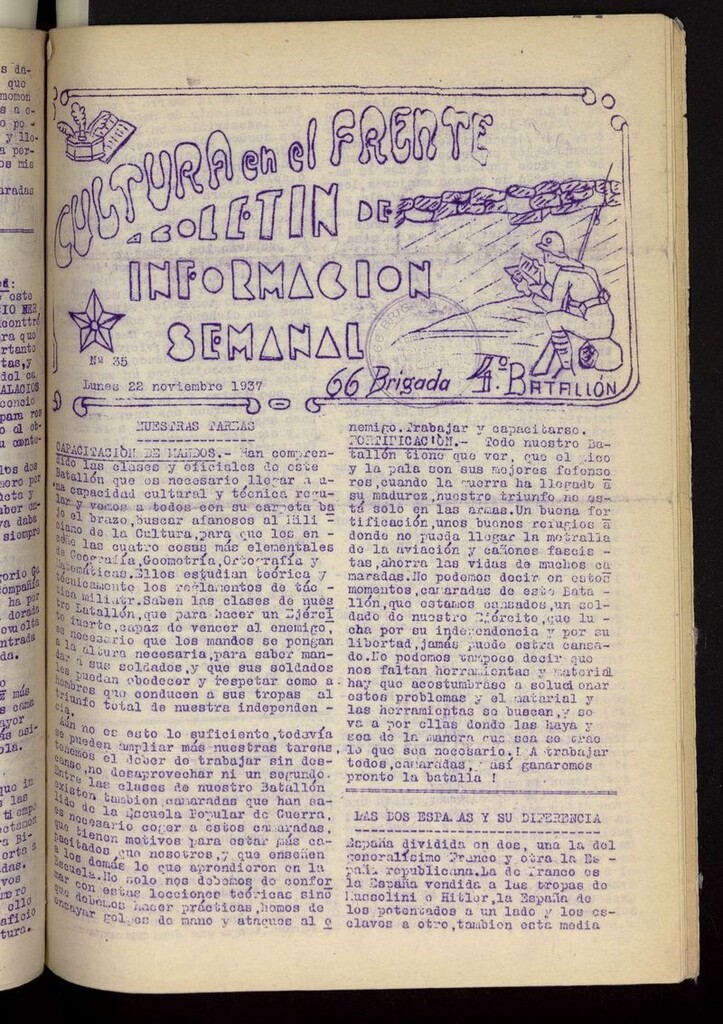 CULTURA en el FRENTE
BOLETIN DE
INFORMACION
SEMANAL
Nº 35
Lunes 22 noviembre 1937
66 Brigada 4º BATALLÓN
NUESTRAS TAREAS
CAPACITACIÓN DE MANDOS.- Han compren-
dido las clases y oficiales de este
Batallón que es necesario llegar a u-
na capacidad cultural y técnica regu-
lar y vemos a todos con su carpeta ba
jo el brazo,buscar afanosos al Mili -
ciano de la Cultura,para que los en -
señe las cuatro cosas más elementales
de Geografía,Geometría,Ortografía y
Matemáticas.Ellos estudian teórica y
técnicamente los reglamentos de tác -
tica militar.Saben las clases de nues
tro Batallón,que para hacer un Ejérci
to fuerte,capaz de vencer al enemigo,
es necesario que los mandos se pongan
a la altura necesaria,para saber man-
dar a sus soldados,y que sus soldados
les puedan obedecer y respetar como a
hombres que conducen a sus tropas al
triunfo total de nuestra independen -
cia.
Aún no es esto lo suficiente,todavía
se pueden ampliar más nuestras tareas,
tenemos el deber de trabajar sin des-
canso,no desaprovechar ni un segundo.
Entre las clases de nuestro Batallón
existen tambien camaradas que han sa-
lido de la Escuela Popular de Guerra,
es necesario coger a estos camaradas,
que tienen motivos para estar más ca-
pacitados que nosotros,y que enseñen
a los demás lo que aprendieron en la
Escuela.No solo nos debemos de confor
mar con estas lecciones teóricas sino
que debemos hacer prácticas,hemos de
ensayar golpes de mano y ataques al e
nemigo.Trabajar y capacitarse.
FORTIFICACIÓN.- Todo nuestro Ba-
tallón tiene que ver, que el pico
y la pala son sus mejores fefenso
res,cuando la guerra ha llegado a
su madurez,nuestro triunfo no es-
tá solo en las armas.Un buena for
tificación,unos buenos refugios a
donde no pueda llegar la metralla
de la aviación y cañones fascis -
tas,ahorra las vidas de muchos ca
maradas.No podemos decir en estos
momentos,camaradas de este Bata -
llón,que estamos cansados,un sol-
dado de nuestro Ejército,que lu -
cha por su independencia y por su
libertad,jamás puede estra cansa-
do.No podemos tampoco decir que
nos faltan herramientas y material
hay que acostumbrase a solucionar
estos problemas y el matarial y
las herramientas se buscan,y se
va a por ellas donde las haya y
sea de la manera que sea se crae
lo que sea necesario.! A trabajar
todos,camaradas, y así ganaremos
pronto la batalla !
LAS DOS ESPAÑAS Y SU DIFERENCIA
España dividida en dos, una la del
generalísimo Franco y otra la Es -
paña republicana.La de Franco es
la España vendida a las tropas de
Mussolini e Hitler,la España de
los potentados a un lado y los es-
clavos a otro,tambien esta media